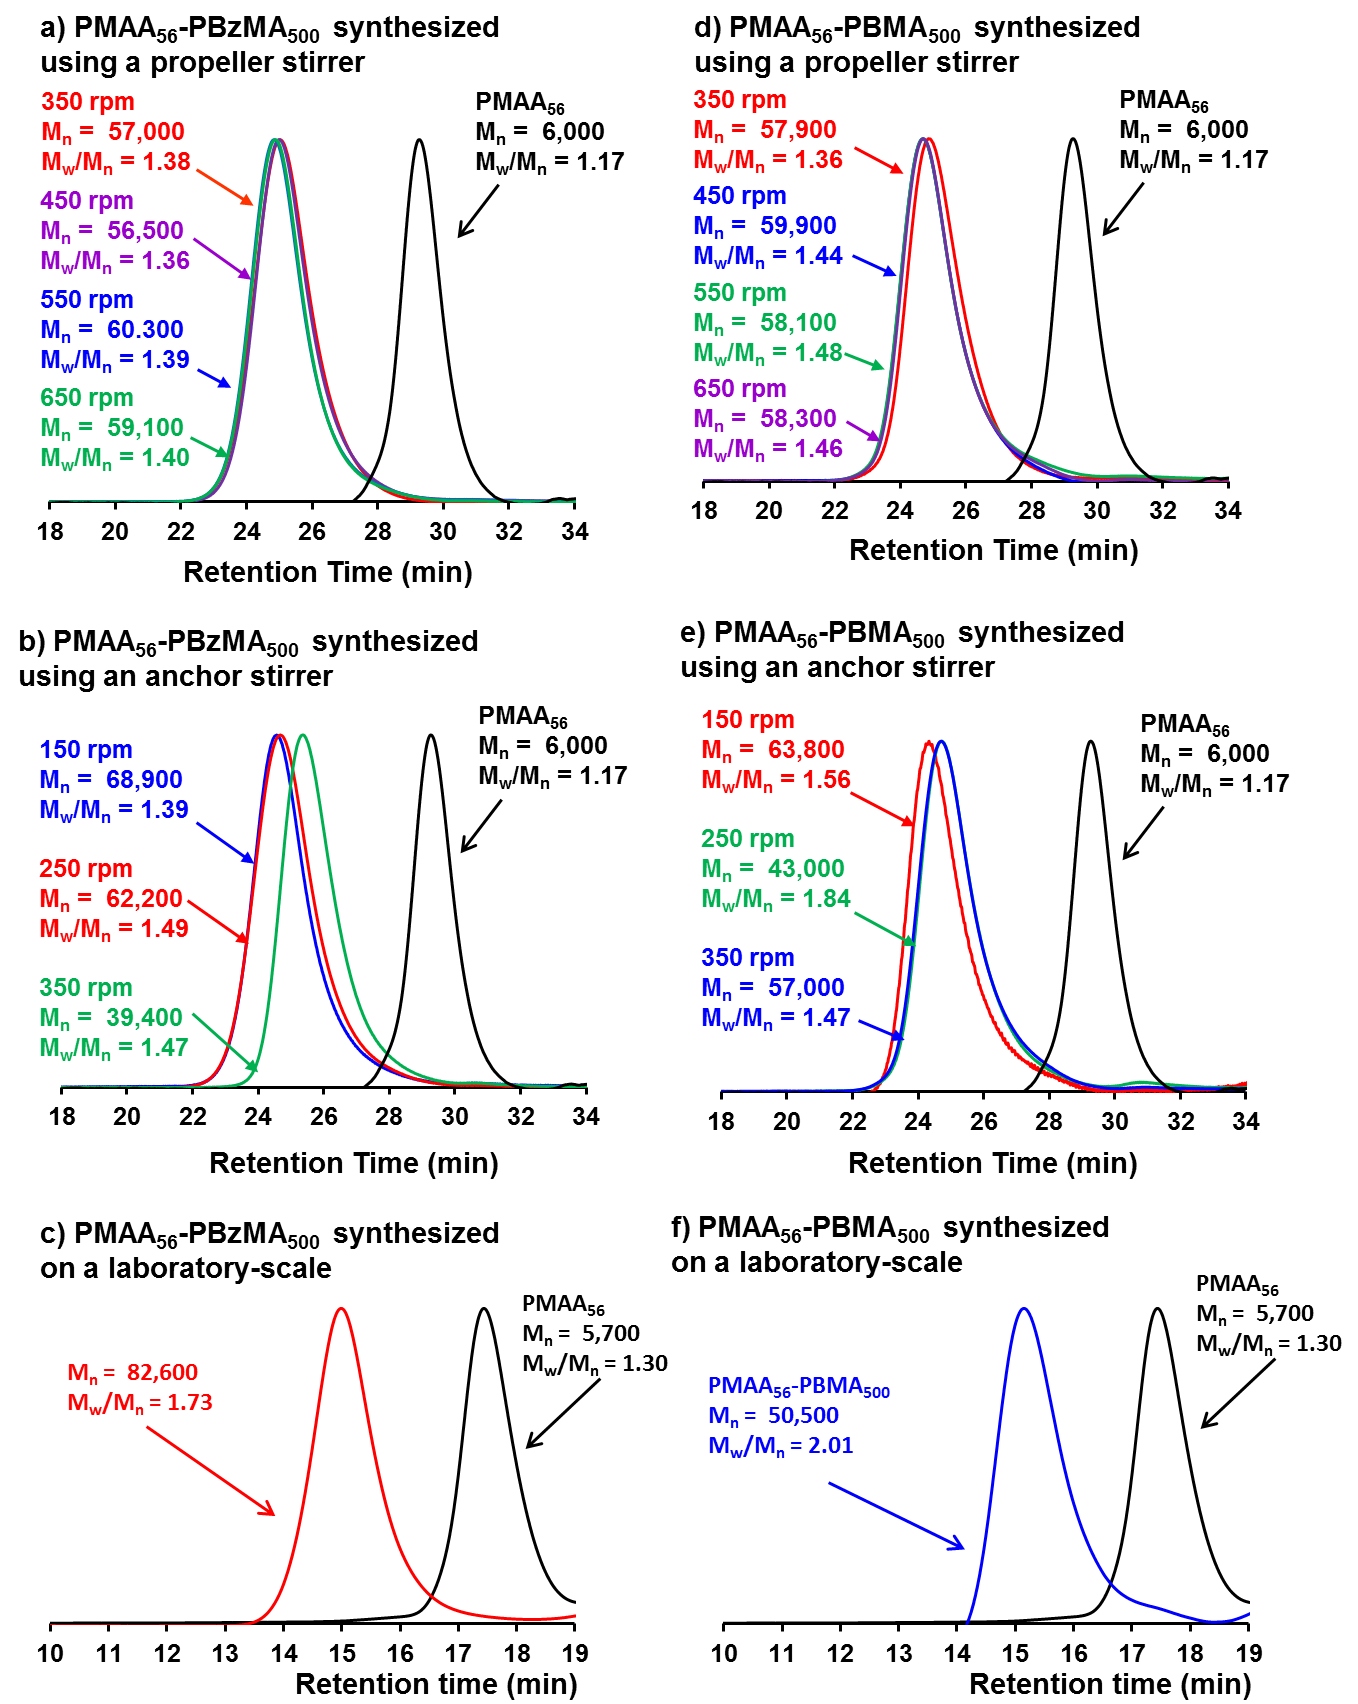 a) PMAA56-PBzMA500 synthesized
using a propeller stirrer
350 rpm
Mn = 57,000
Mw/Mn = 1.38
450 rpm
Mn = 56,500
Mw/Mn = 1.36
550 rpm
Mn = 60.300
Mw/Mn = 1.39
650 rpm
Mn = 59,100
Mw/Mn = 1.40
PMAA56
Mn = 6,000
Mw/Mn = 1.17
18 20 22 24 26 28 30 32 34
Retention Time (min)
d) PMAA56-PBMA500 synthesized
using a propeller stirrer
350 rpm
Mn = 57,900
Mw/Mn = 1.36
450 rpm
Mn = 59,900
Mw/Mn = 1.44
550 rpm
Mn = 58,100
Mw/Mn = 1.48
650 rpm
Mn = 58,300
Mw/Mn = 1.46
PMAA56
Mn = 6,000
Mw/Mn = 1.17
18 20 22 24 26 28 30 32 34
Retention Time (min)
b) PMAA56-PBzMA500 synthesized
using an anchor stirrer
150 rpm
Mn = 68,900
Mw/Mn = 1.39
250 rpm
Mn = 62,200
Mw/Mn = 1.49
350 rpm
Mn = 39,400
Mw/Mn = 1.47
PMAA56
Mn = 6,000
Mw/Mn = 1.17
18 20 22 24 26 28 30 32 34
Retention Time (min)
e) PMAA56-PBMA500 synthesized
using an anchor stirrer
150 rpm
Mn = 63,800
Mw/Mn = 1.56
250 rpm
Mn = 43,000
Mw/Mn = 1.84
350 rpm
Mn = 57,000
Mw/Mn = 1.47
PMAA56
Mn = 6,000
Mw/Mn = 1.17
18 20 22 24 26 28 30 32 34
Retention Time (min)
c) PMAA56-PBzMA500 synthesized
on a laboratory-scale
Mn = 82,600
Mw/Mn = 1.73
PMAA56
Mn = 5,700
Mw/Mn = 1.30
10 11 12 13 14 15 16 17 18 19
Retention time (min)
f) PMAA56-PBMA500 synthesized
on a laboratory-scale
PMAA56-PBMA500
Mn = 50,500
Mw/Mn = 2.01
PMAA56
Mn = 5,700
Mw/Mn = 1.30
10 11 12 13 14 15 16 17 18 19
Retention time (min)